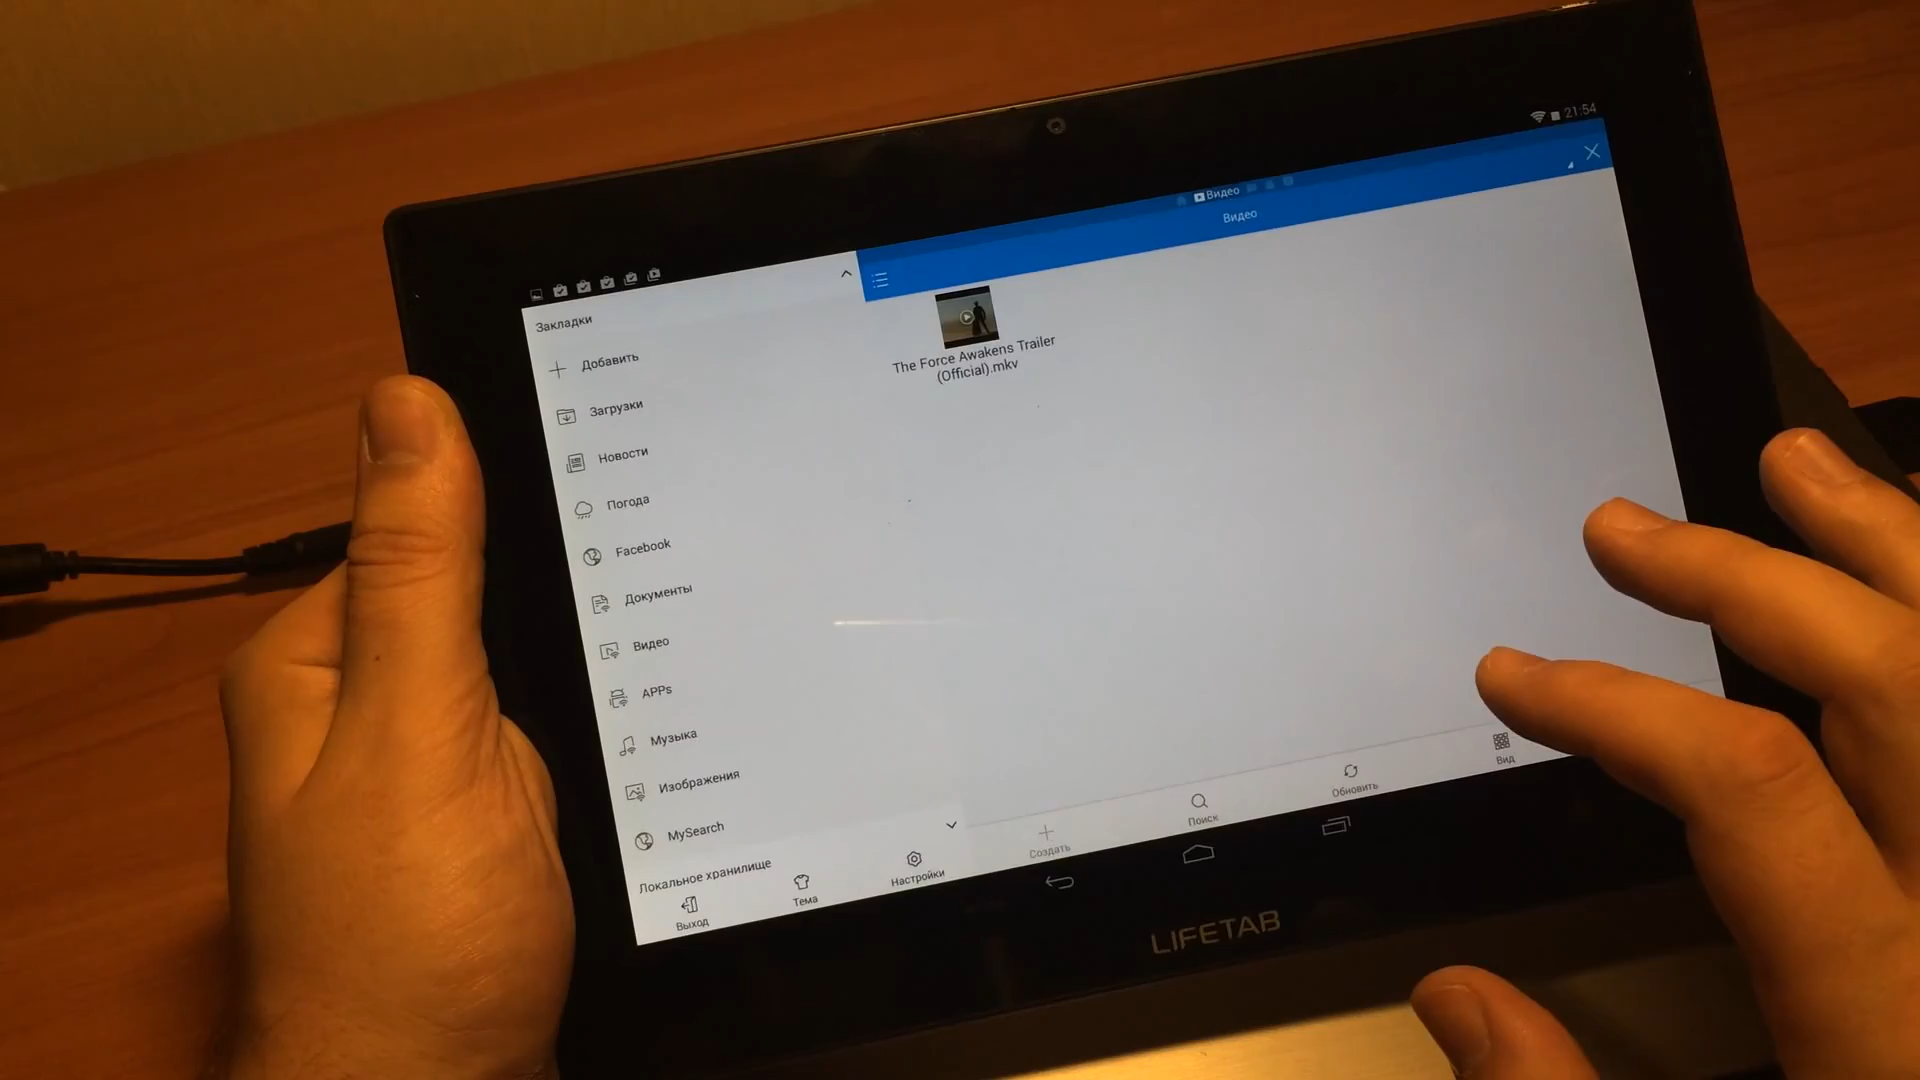 21:54
Видео
Видео
Закладки
Добавить
Загрузки
Новости
Погода
Facebook
Документы
Видео
APPs
Музыка
Изображения
MySearch
Локальное хранилище
Выход
Тема
Настройки
The Force Awakens Trailer
(Official).mkv
Создать
Поиск
Обновить
Вид
LIFETAB